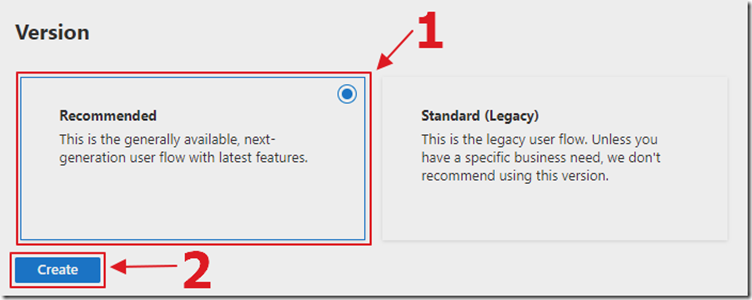 Version
1
Recommended
This is the generally available, next-
generation user flow with latest features.
Standard (Legacy)
This is the legacy user flow. Unless you
have a specific business need, we don't
recommend using this version.
Create
2